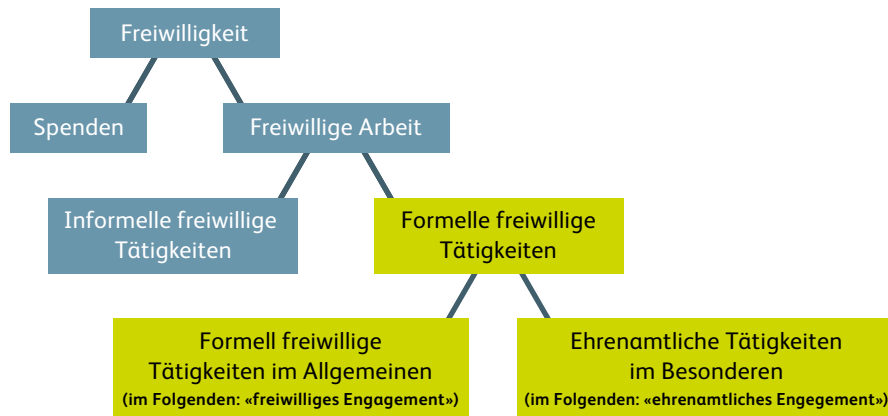 Freiwilligkeit
Spenden
Freiwillige Arbeit
Informelle freiwillige
Tätigkeiten
Formelle freiwillige
Tätigkeiten
Formell freiwillige
Tätigkeiten im Allgemeinen
(im Folgenden: «freiwilliges Engagement»)
Ehrenamtliche Tätigkeiten
im Besonderen
(im Folgenden: «ehrenamtliches Engegement»)